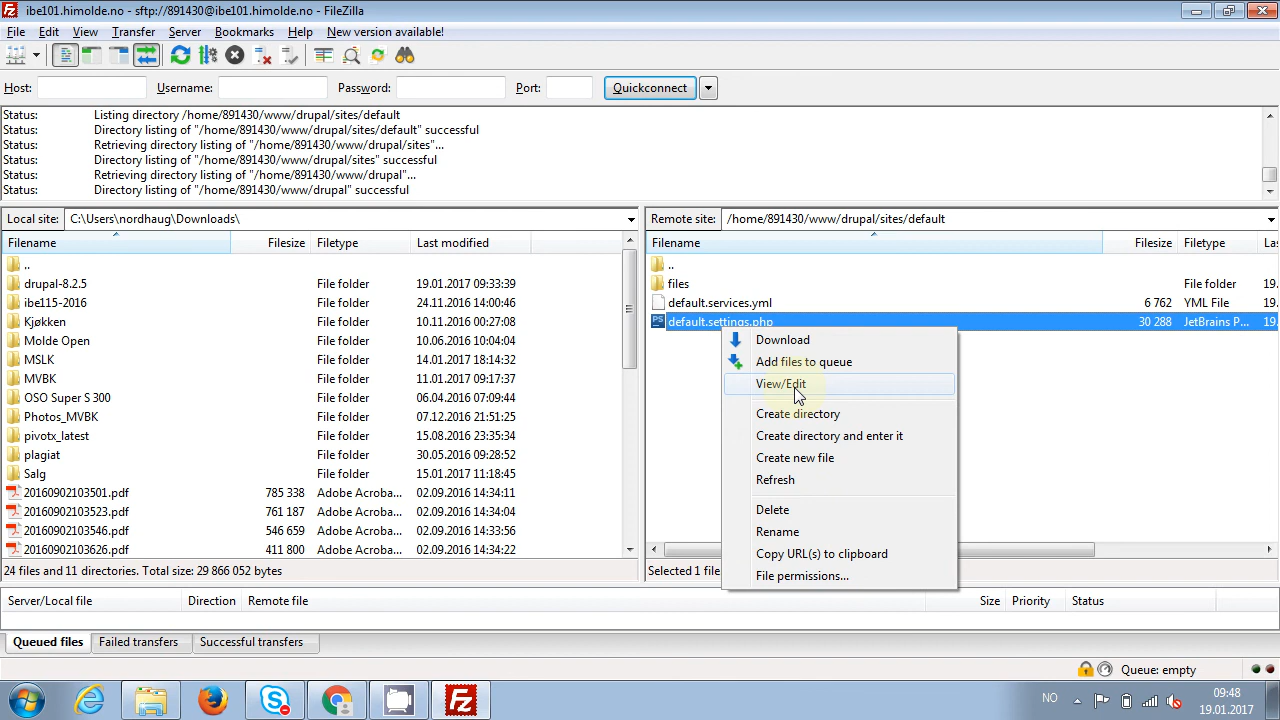 ibe101.himolde.no - sftp://891430@ibe101.himolde.no - FileZilla
File Edit View Transfer Server Bookmarks Help New version available!
Host: Username: Password: Port: Quickconnect
Status: Listing directory /home/891430/www/drupal/sites/default
Status: Directory listing of "/home/891430/www/drupal/sites/default" successful
Status: Retrieving directory listing of "/home/891430/www/drupal/sites"...
Status: Directory listing of "/home/891430/www/drupal/sites" successful
Status: Retrieving directory listing of "/home/891430/www/drupal"...
Status: Directory listing of "/home/891430/www/drupal" successful
Local site: C:\Users\nordhaug\Downloads\
Filename Filesize Filetype Last modified
..
drupal-8.2.5 File folder 19.01.2017 09:33:39
ibe115-2016 File folder 24.11.2016 14:00:46
Kjøkken File folder 10.11.2016 00:27:08
Molde Open File folder 10.06.2016 10:04:04
MSLK File folder 14.01.2017 18:14:32
MVBK File folder 11.01.2017 09:17:37
OSO Super S 300 File folder 06.04.2016 07:09:44
Photos_MVBK File folder 07.12.2016 21:51:25
pivotx_latest File folder 15.08.2016 23:35:34
plagiat File folder 30.05.2016 09:28:52
Salg File folder 15.01.2017 11:18:45
20160902103501.pdf 785 338 Adobe Acroba... 02.09.2016 14:34:11
20160902103523.pdf 761 187 Adobe Acroba... 02.09.2016 14:34:04
20160902103546.pdf 546 659 Adobe Acroba... 02.09.2016 14:33:56
20160902103626.pdf 411 800 Adobe Acroba... 02.09.2016 14:34:22
24 files and 11 directories. Total size: 29 866 052 bytes
Remote site: /home/891430/www/drupal/sites/default
Filename Filesize Filetype Las
..
files File folder 19.
default.services.yml 6 762 YML File 19.
default.settings.php 30 288 JetBrains P... 19.
Selected 1 file
Download
Add files to queue
View/Edit
Create directory
Create directory and enter it
Create new file
Refresh
Delete
Rename
Copy URL(s) to clipboard
File permissions...
Server/Local file Direction Remote file Size Priority Status
Queued files Failed transfers Successful transfers
Queue: empty
NO 09:48
19.01.2017